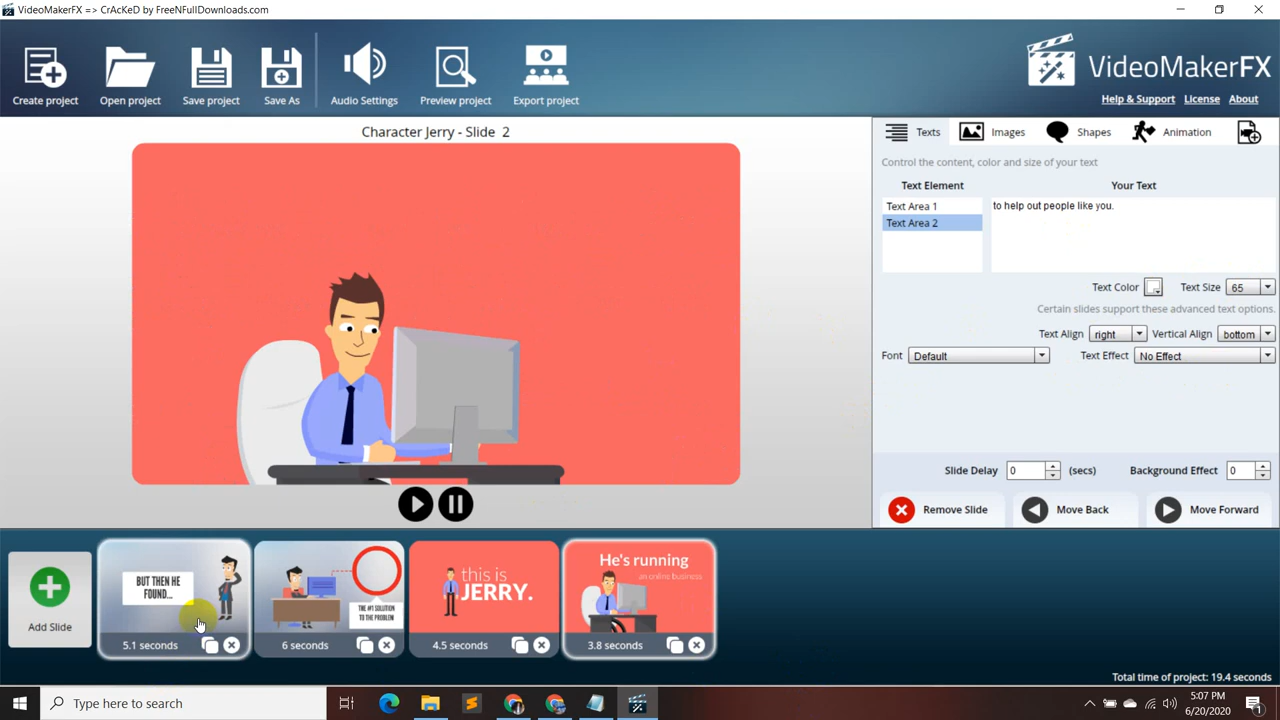 VideoMakerFX => CrAcKeD by FreeNFullDownloads.com
Create project
Open project
Save project
Save As
Audio Settings
Preview project
Export project
VideoMakerFX
Help & Support
License
About
Character Jerry - Slide 2
Texts
Images
Shapes
Animation
Control the content, color and size of your text
Text Element
Your Text
Text Area 1
Text Area 2
to help out people like you.
Text Color
Text Size
65
Certain slides support these advanced text options.
Text Align
right
Vertical Align
bottom
Font
Default
Text Effect
No Effect
Slide Delay
0
(secs)
Background Effect
0
Remove Slide
Move Back
Move Forward
Add Slide
BUT THEN HE
FOUND...
5.1 seconds
THE #1 SOLUTION
TO THE PROBLEM
6 seconds
this is
JERRY.
4.5 seconds
He's running
an online business
3.8 seconds
Total time of project: 19.4 seconds
Type here to search
5:07 PM
6/20/2020
1